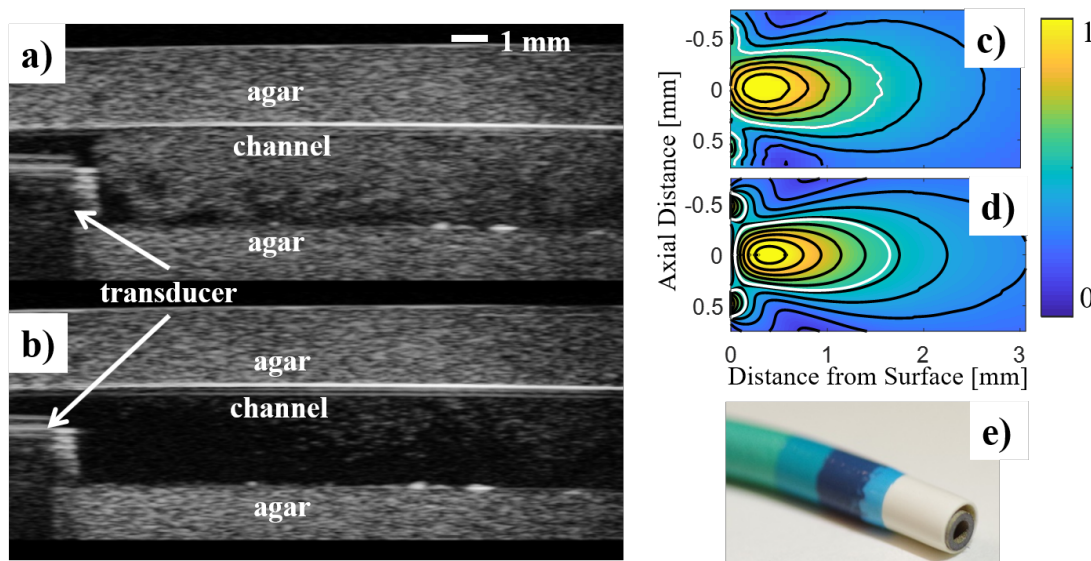 a)
1 mm
agar
channel
agar
transducer
b)
agar
channel
agar
c)
-0.5
0
0.5
d)
-0.5
0
0.5
Axial Distance [mm]
0
1
2
3
Distance from Surface [mm]
1
0
e)